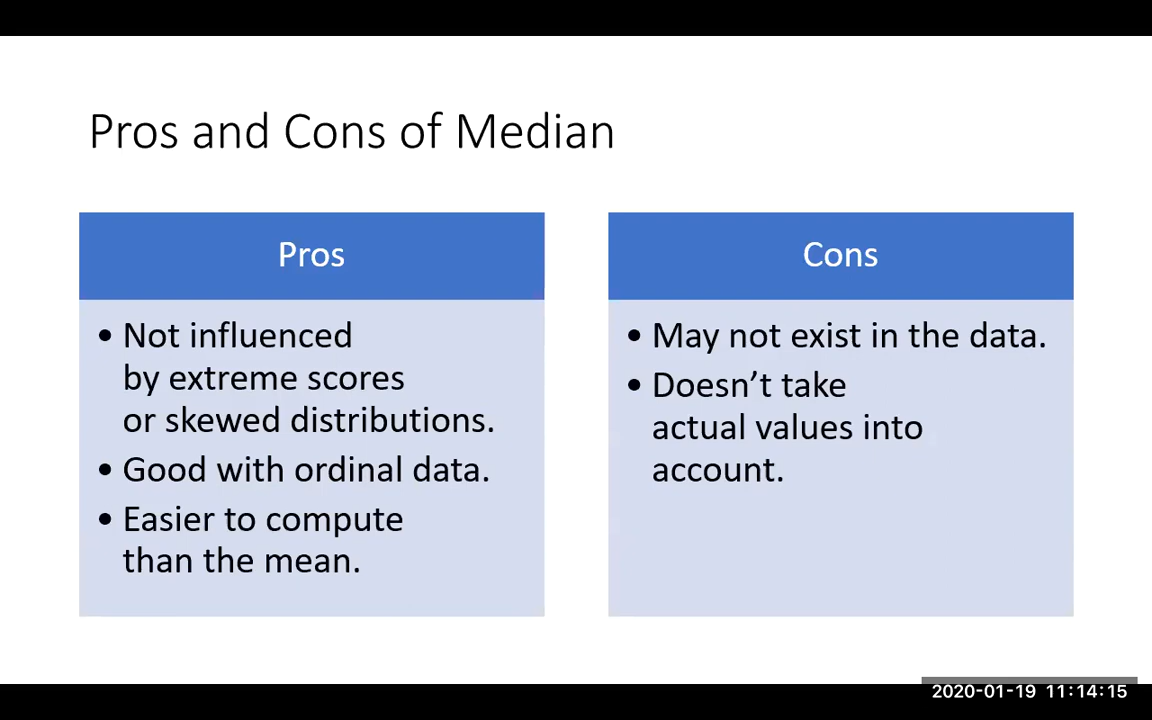 Pros and Cons of Median
Pros
• Not influenced
by extreme scores
or skewed distributions.
• Good with ordinal data.
• Easier to compute
than the mean.
Cons
• May not exist in the data.
• Doesn’t take
actual values into
account.
2020-01-19 11:14:15